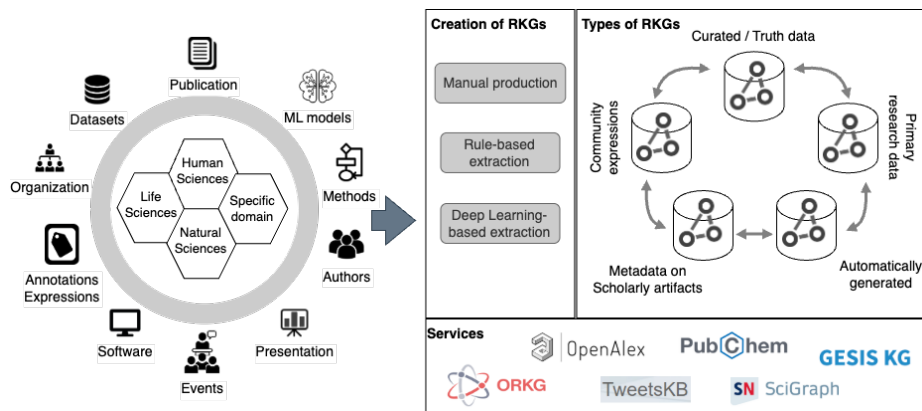 Publication
Datasets
ML models
Organization
Human
Sciences
Life
Sciences
Specific
domain
Natural
Sciences
Methods
Annotations
Expressions
Authors
Software
Presentation
Events
Creation of RKGs
Manual production
Rule-based
extraction
Deep Learning-
based extraction
Types of RKGs
Curated / Truth data
Community
expressions
Primary
research data
Metadata on
Scholarly artifacts
Automatically
generated
Services
OpenAlex
PubChem
GESIS KG
ORKG
TweetsKB
SN SciGraph